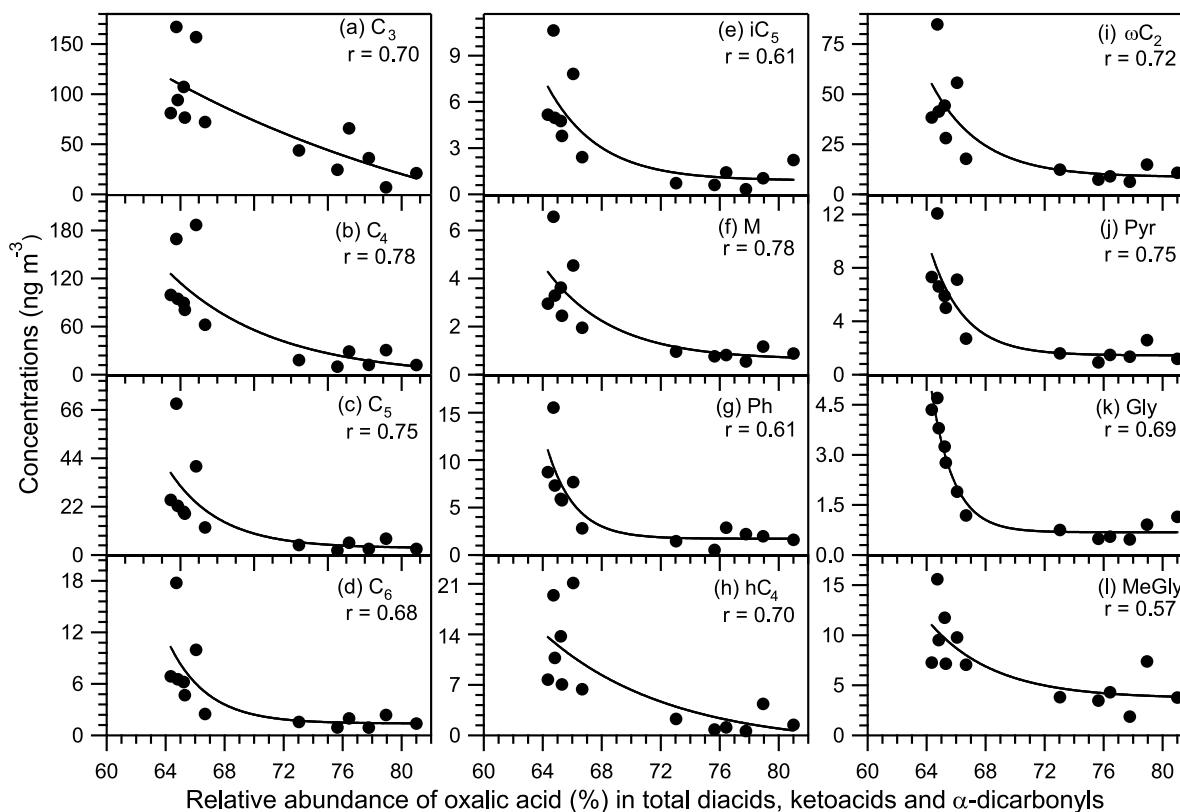 (a) C3
r = 0.70
150
100
50
0
(e) iC5
r = 0.61
9
6
3
0
(i) ωC2
r = 0.72
75
50
25
0
(b) C4
r = 0.78
180
120
60
0
(f) M
r = 0.78
6
4
2
0
(j) Pyr
r = 0.75
12
8
4
0
(c) C5
r = 0.75
66
44
22
0
(g) Ph
r = 0.61
15
10
5
0
(k) Gly
r = 0.69
4.5
3.0
1.5
0.0
(d) C6
r = 0.68
18
12
6
0
(h) hC4
r = 0.70
21
14
7
0
(l) MeGly
r = 0.57
15
10
5
0
60 64 68 72 76 80
60 64 68 72 76 80
60 64 68 72 76 80
Concentrations (ng m-3)
Relative abundance of oxalic acid (%) in total diacids, ketoacids and α-dicarbonyls